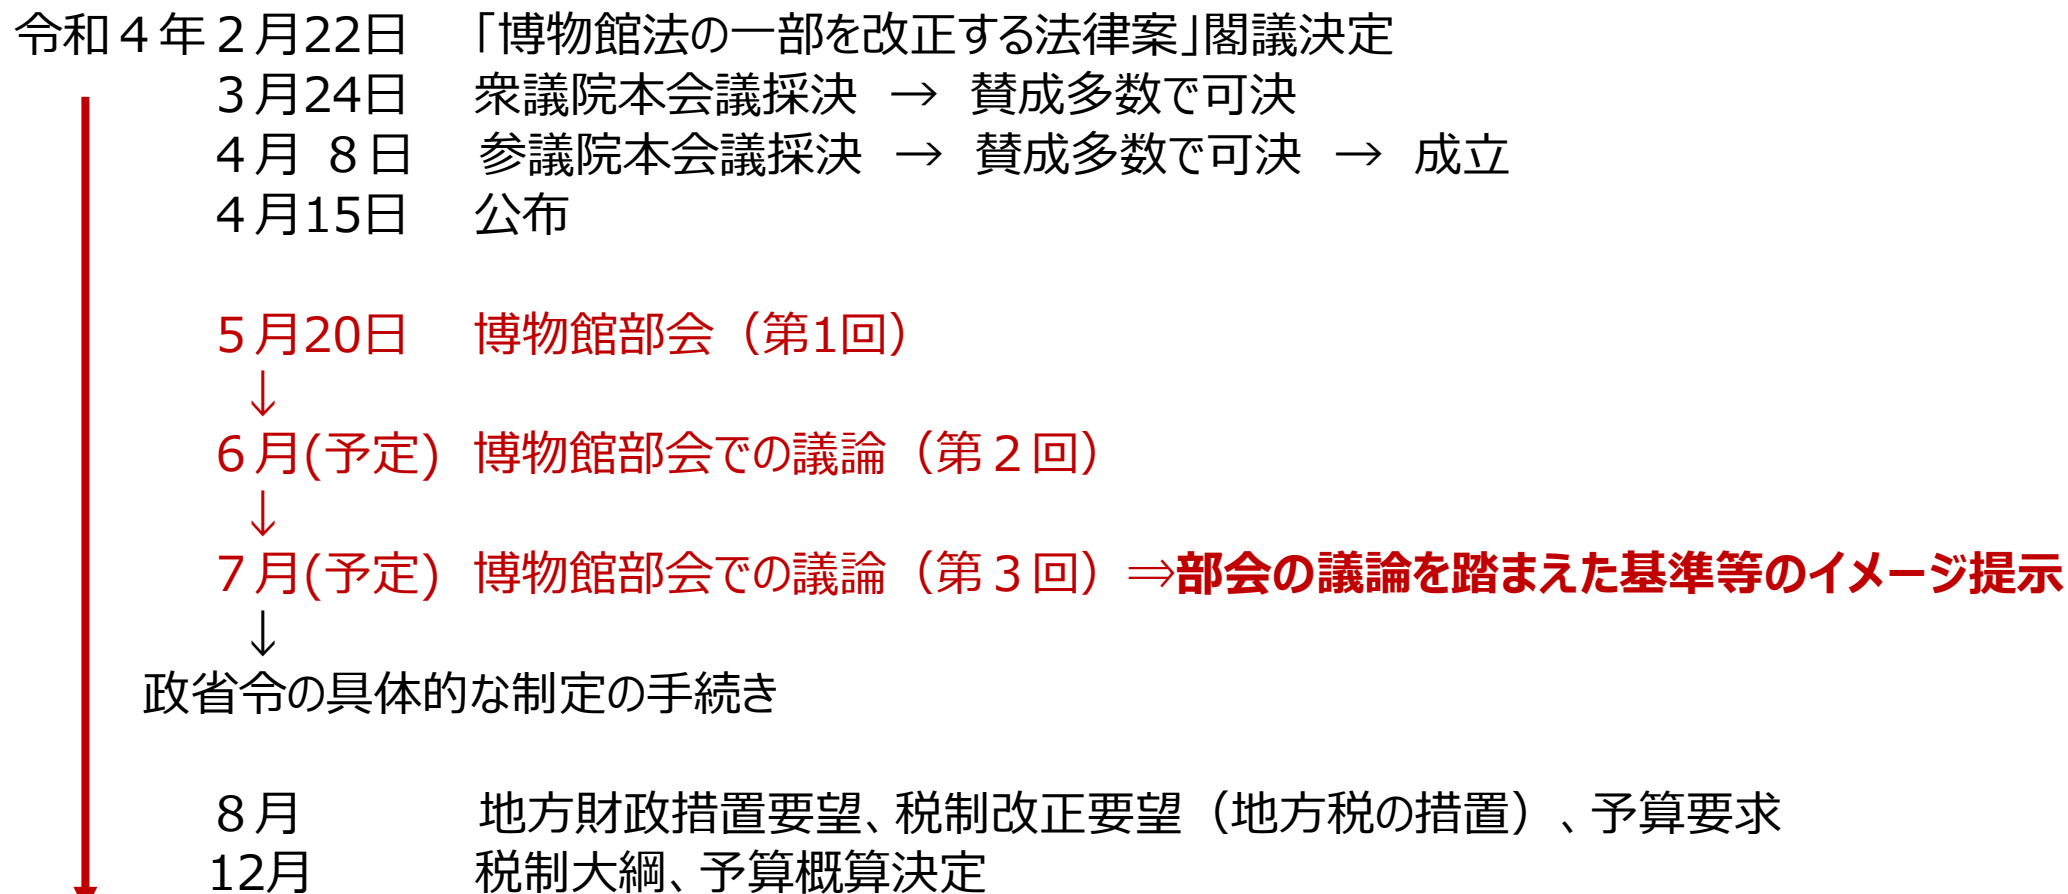 令和４年２月22日　「博物館法の一部を改正する法律案」閣議決定
３月24日　衆議院本会議採決　→　賛成多数で可決
４月 ８日　参議院本会議採決　→　賛成多数で可決　→　成立
４月15日　公布
５月20日　博物館部会（第1回）
↓
６月(予定)　博物館部会での議論（第２回）
↓
７月(予定)　博物館部会での議論（第３回）⇒部会の議論を踏まえた基準等のイメージ提示
↓
政省令の具体的な制定の手続き
８月　地方財政措置要望、税制改正要望（地方税の措置）、予算要求
12月　税制大綱、予算概算決定